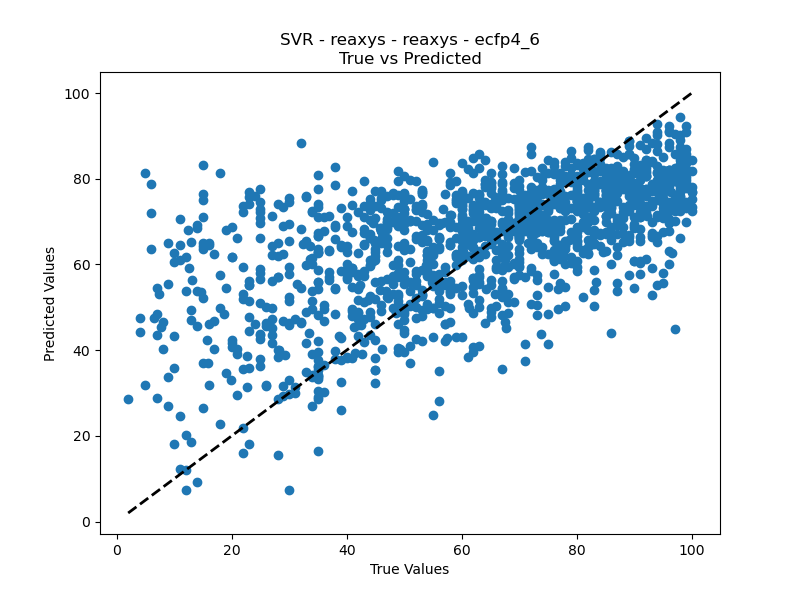 SVR - reaxys - reaxys - ecfp4_6
True vs Predicted
100
80
60
40
20
0
Predicted Values
0 20 40 60 80 100
True Values